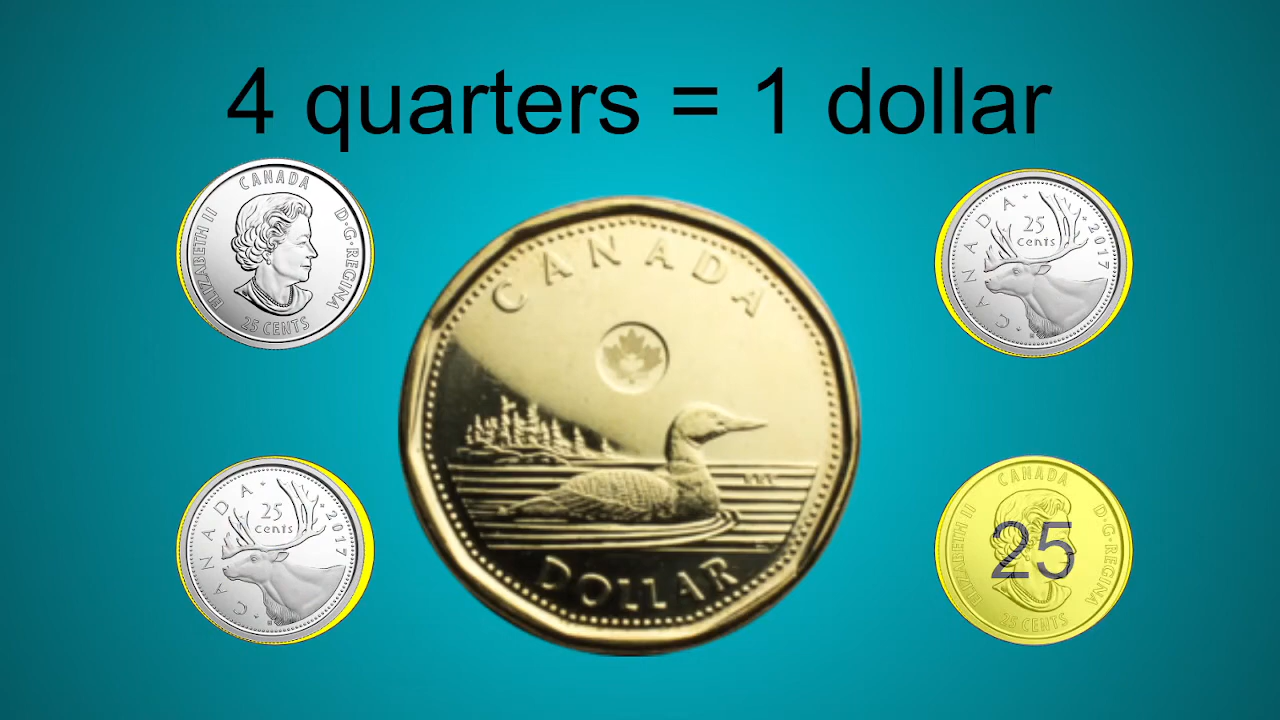 4 quarters = 1 dollar
CANADA
ELIZABETH II
D·G·REGINA
25 CENTS
CANADA
25
cents
2017
CANADA
DOLLAR
CANADA
25
cents
2017
CANADA
ELIZABETH II
25
D·G·REGINA
25 CENTS